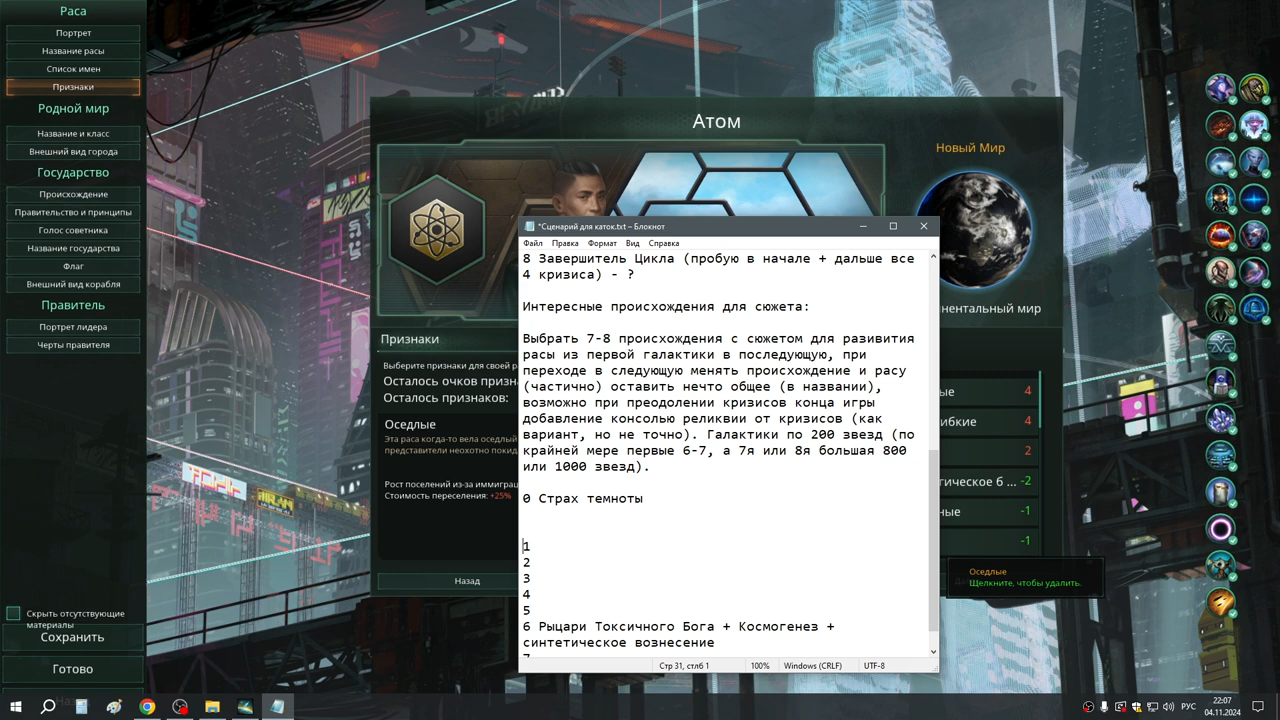 Раса
Портрет
Название расы
Список имен
Признаки
Родной мир
Название и класс
Внешний вид города
Государство
Происхождение
Правительство и принципы
Голос советника
Название государства
Флаг
Внешний вид корабля
Правитель
Портрет лидера
Черты правителя
Скрыть отсутствующие
материалы
Сохранить
Готово
Атом
Новый Мир
нентальный мир
Признаки
Выберите признаки для своей р
Осталось очков призна
Осталось признаков:
Оседлые
Эта раса когда-то вела оседлый
представители неохотно покид
Рост поселений из-за иммиграц
Стоимость переселения: +25%
Назад
ые 4
ибкие 4
2
гическое б ... -2
ные -1
-1
Оседлые
Щелкните, чтобы удалить.
*Сценарий для каток.txt – Блокнот
Файл Правка Формат Вид Справка
8 Завершитель Цикла (пробую в начале + дальше все
4 кризиса) - ?
Интересные происхождения для сюжета:
Выбрать 7-8 происхождения с сюжетом для разивития
расы из первой галактики в последующую, при
переходе в следующую менять происхождение и расу
(частично) оставить нечто общее (в названии),
возможно при преодолении кризисов конца игры
добавление консолью реликвии от кризисов (как
вариант, но не точно). Галактики по 200 звезд (по
крайней мере первые 6-7, а 7я или 8я большая 800
или 1000 звезд).
0 Страх темноты
1
2
3
4
5
6 Рыцари Токсичного Бога + Космогенез +
синтетическое вознесение
7
Стр 31, стлб 1 100% Windows (CRLF) UTF-8
РУС
22:07
04.11.2024